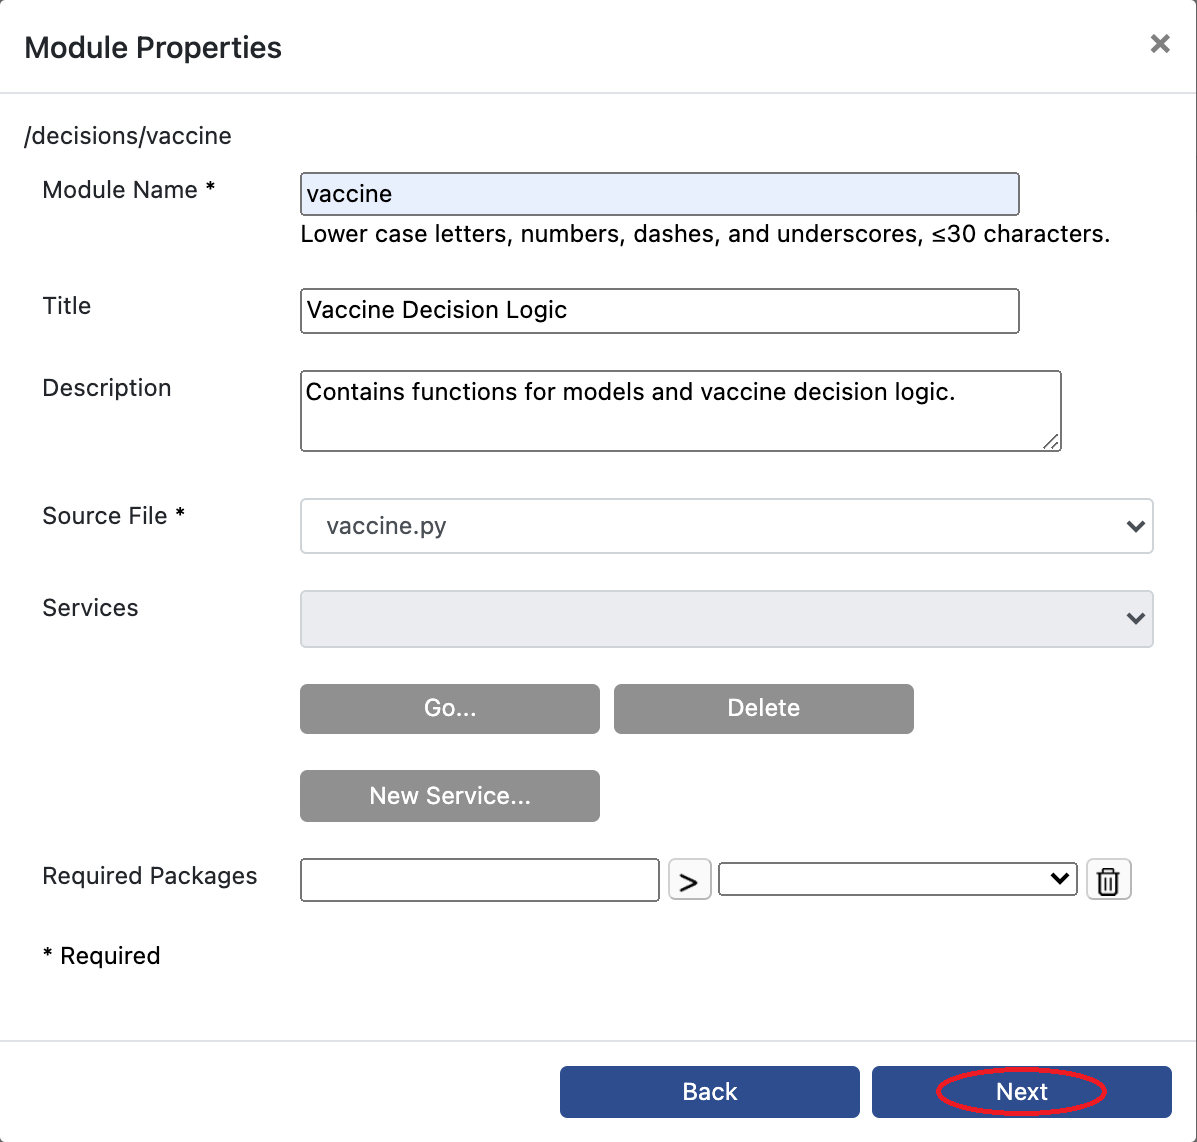 Module Properties
/decisions/vaccine
Module Name *
vaccine
Lower case letters, numbers, dashes, and underscores, ≤30 characters.
Title
Vaccine Decision Logic
Description
Contains functions for models and vaccine decision logic.
Source File *
vaccine.py
Services
Go...
Delete
New Service...
Required Packages
>
* Required
Back
Next